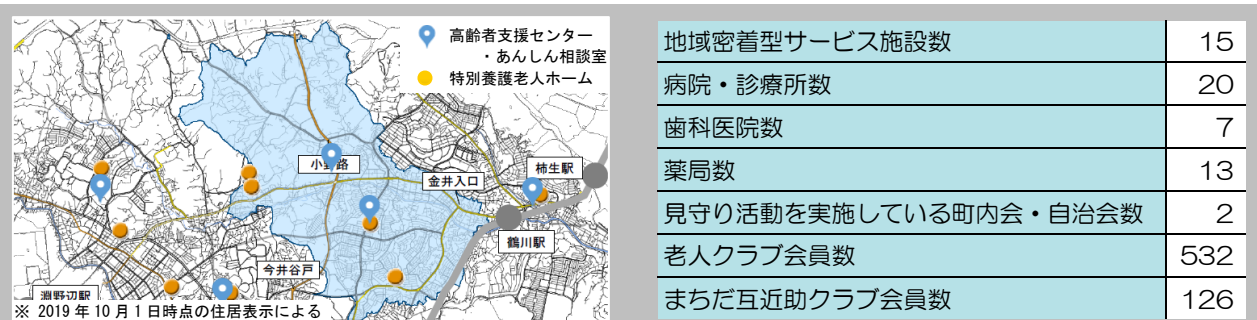 高齢者支援センター
・あんしん相談室
特別養護老人ホーム
小野路
金井入口
柿生駅
鶴川駅
今井谷戸
淵野辺駅
※ 2019 年 10 月 1 日時点の住居表示による
地域密着型サービス施設数 15
病院・診療所数 20
歯科医院数 7
薬局数 13
見守り活動を実施している町内会・自治会数 2
老人クラブ会員数 532
まちだ互近助クラブ会員数 126